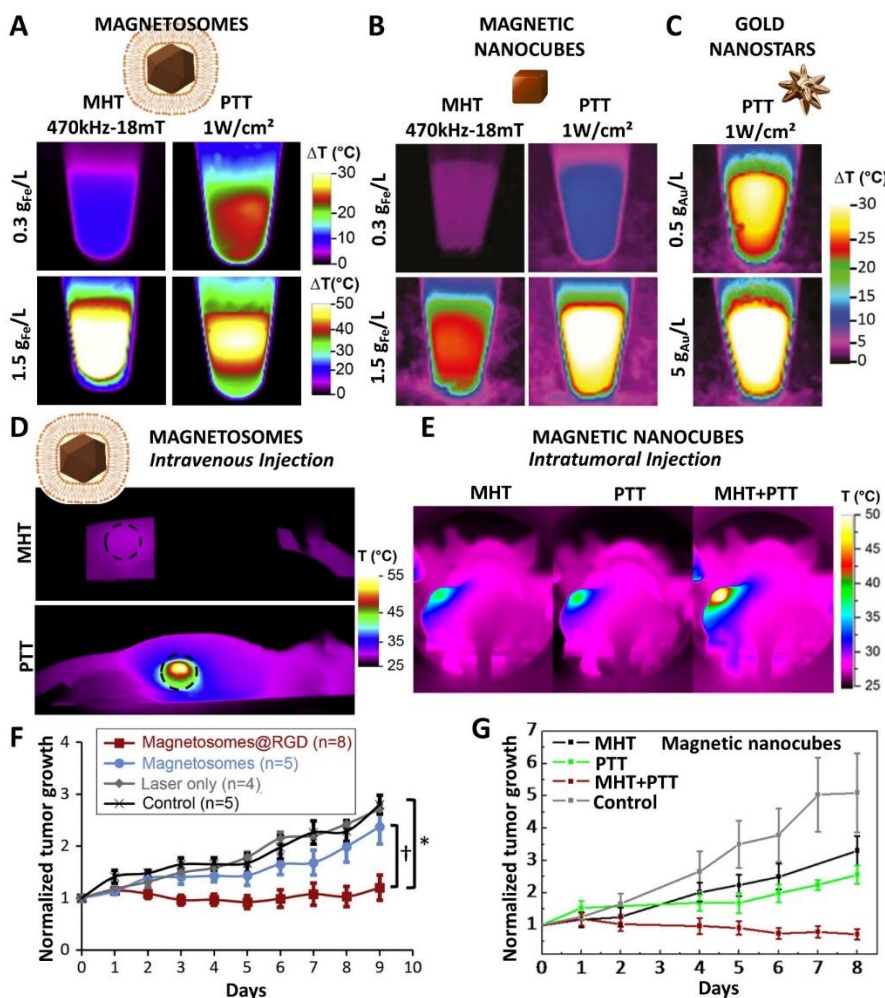 A
MAGNETOSOMES
MHT
470kHz-18mT
PTT
1W/cm²
ΔT (°C)
30
20
10
0
0.3 gFe/L
ΔT(°C)
50
40
30
20
10
0
1.5 gFe/L
B
MAGNETIC
NANOCUBES
MHT
470kHz-18mT
PTT
1W/cm²
0.3 gFe/L
1.5 gFe/L
C
GOLD
NANOSTARS
PTT
1W/cm²
0.5 gAu/L
5 gAu/L
ΔT (°C)
30
25
20
15
10
5
0
D
MAGNETOSOMES
Intravenous Injection
MHT
PTT
T (°C)
55
45
35
25
E
MAGNETIC NANOCUBES
Intratumoral Injection
MHT
PTT
MHT+PTT
T (°C)
50
45
40
35
30
25
F
Normalized tumor growth
4
3
2
1
0
Magnetosomes@RGD (n=8)
Magnetosomes (n=5)
Laser only (n=4)
Control (n=5)
† *
0 1 2 3 4 5 6 7 8 9 10
Days
G
Normalized tumor growth
7
6
5
4
3
2
1
0
MHT
PTT
MHT+PTT
Control
Magnetic nanocubes
0 1 2 3 4 5 6 7 8
Days